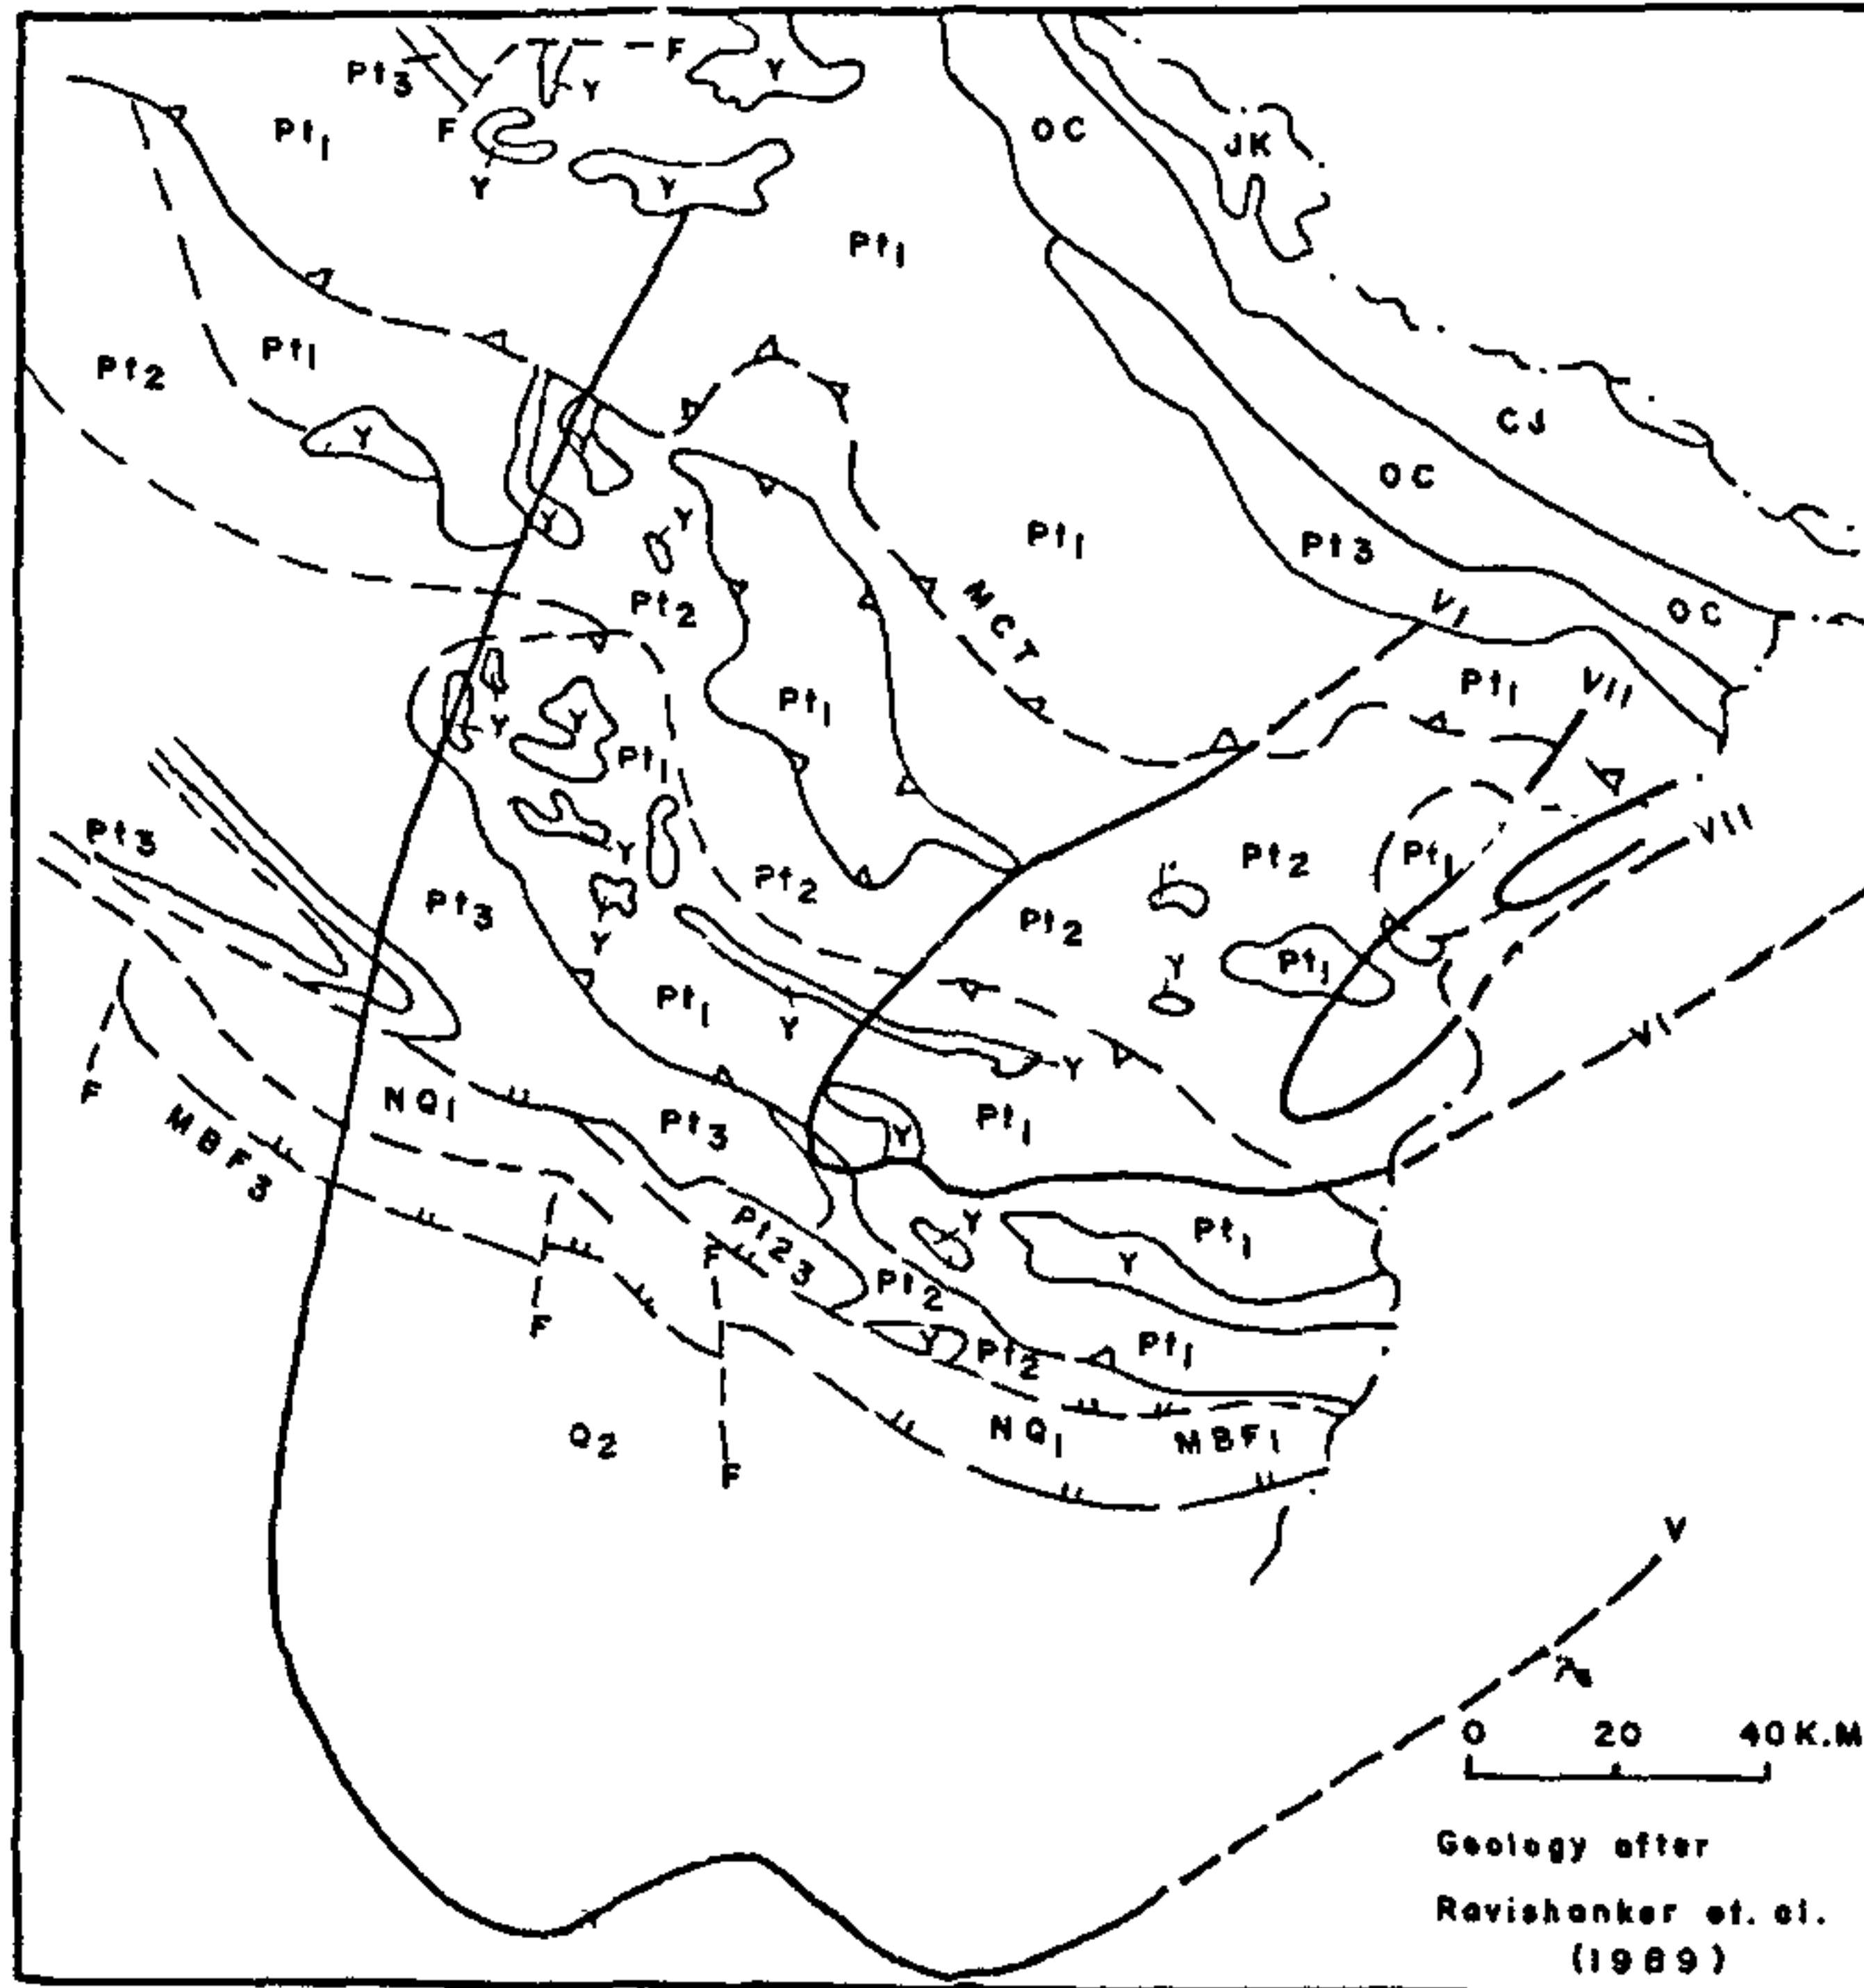 F
Pt3
Y
Y
Pt1
F
OC
JK
Y
Y
Pt1
Pt1
Pt2
Y
CJ
Y
OC
Y
Y
Pt1
Pt3
MCT
Pt2
VI
OC
Pt1
VII
Pt1
Y
Y
Pt1
Pt3
VII
Y
Pt2
Pt1
Pt2
Pt3
Y
Pt2
Y
Pt1
Pt1
Y
VI
Y
F
NQ1
Pt3
Pt1
Y
MBF3
Pt23
Y
Pt1
F
Y
Pt2
F
Y
Pt2
Pt1
Q2
NQ1
MBF1
F
V
0 20 40 K.M
Geology after
Ravishanker et. al.
(1989)